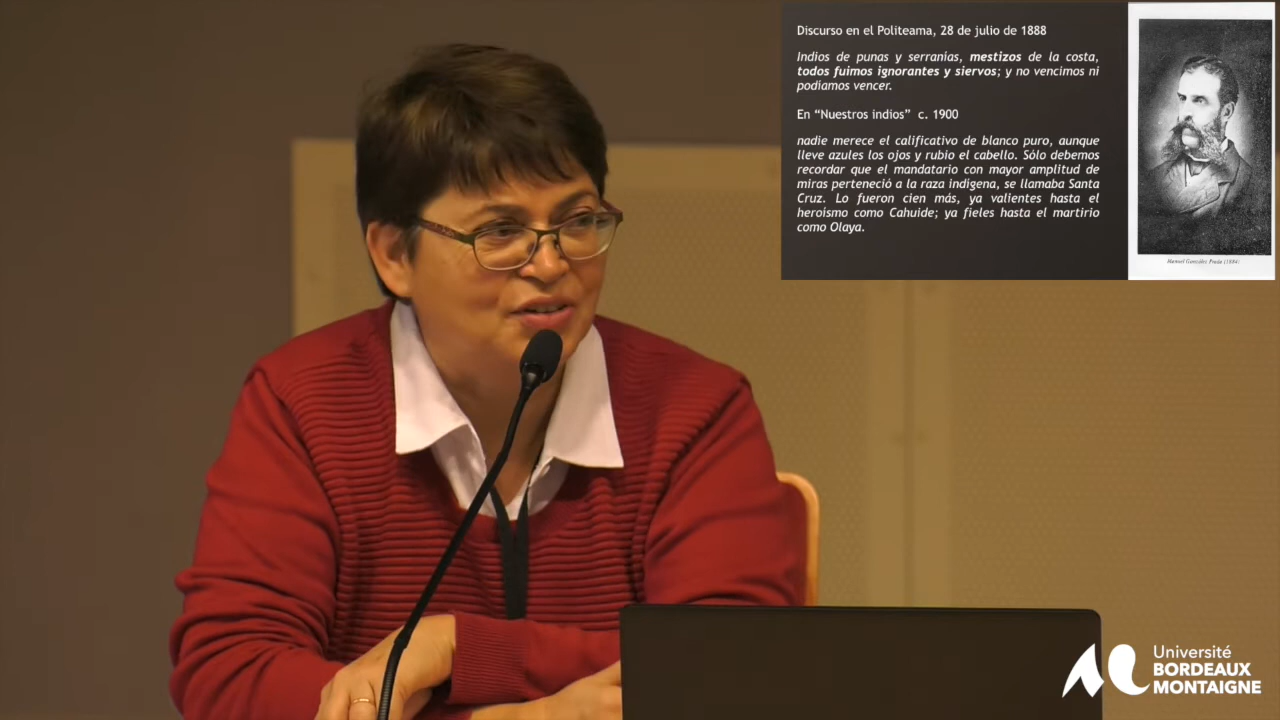 Discurso en el Politeama, 28 de julio de 1888
Indios de punas y serranías, mestizos de la costa,
todos fuimos ignorantes y siervos; y no vencimos ni
podíamos vencer.
En “Nuestros indios” c. 1900
nadie merece el calificativo de blanco puro, aunque
lleve azules los ojos y rubio el cabello. Sólo debemos
recordar que el mandatario con mayor amplitud de
miras perteneció a la raza indígena, se llamaba Santa
Cruz. Lo fueron cien más, ya valientes hasta el
heroísmo como Cahuide; ya fieles hasta el martirio
como Olaya.
Manuel González Prada (1884)
Université
BORDEAUX
MONTAIGNE